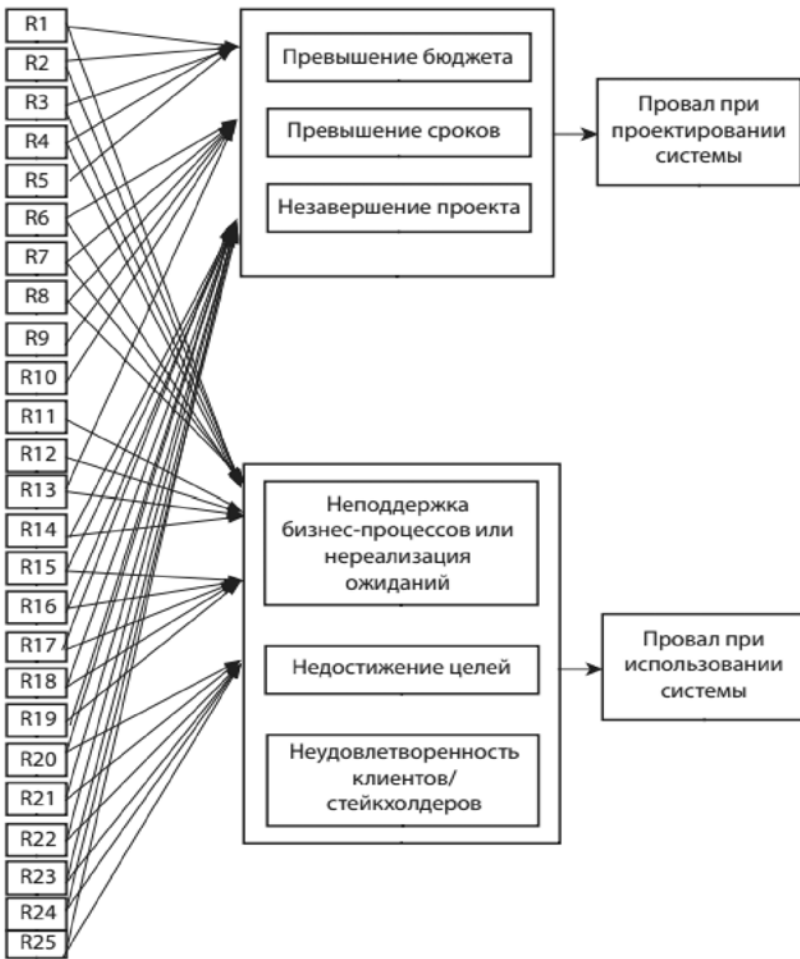 R1
R2
R3
R4
R5
R6
R7
R8
R9
R10
R11
R12
R13
R14
R15
R16
R17
R18
R19
R20
R21
R22
R23
R24
R25
Превышение бюджета
Превышение сроков
Незавершение проекта
Провал при
проектировании
системы
Неподдержка
бизнес-процессов или
нереализация
ожиданий
Недостижение целей
Неудовлетворенность
клиентов/
стейкхолдеров
Провал при
использовании
системы